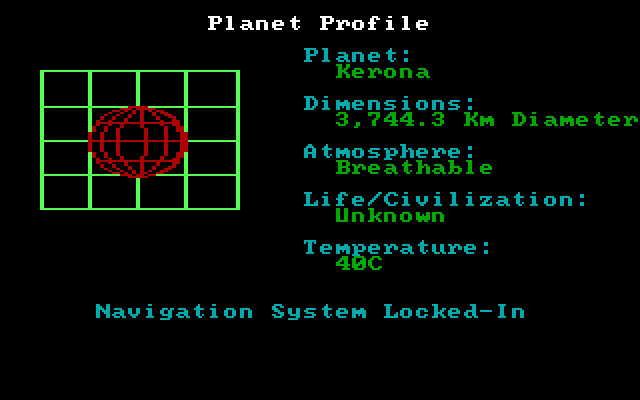 Planet Profile
Planet:
Kerona
Dimensions:
3,744.3 Km Diameter
Atmosphere:
Breathable
Life/Civilization:
Unknown
Temperature:
40C
Navigation System Locked-In